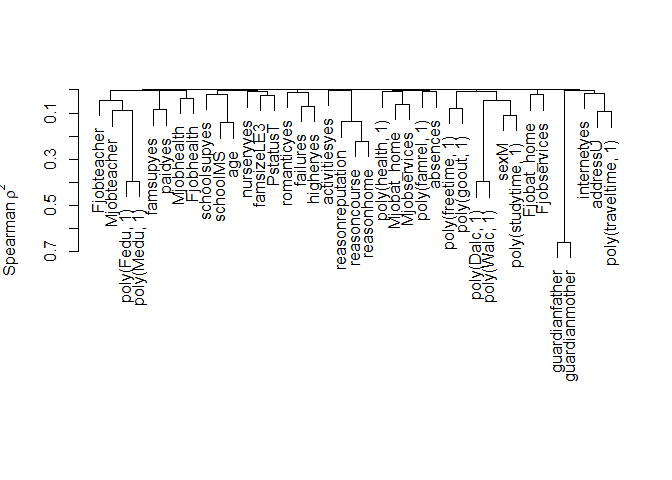 Spearman ρ²
0.1
0.3
0.5
0.7
Fjobteacher
Mjobteacher
poly(Fedu, 1)
poly(Medu, 1)
famsupyes
paidyes
Mjobhealth
Fjobhealth
schoolsupyes
schoolMS
age
nurseryyes
famsizeLE3
PstatusT
romanticyes
failures
higheryes
activitiesyes
reasonreputation
reasoncourse
reasonhome
poly(health, 1)
Mjobat_home
Mjobservices
poly(famrel, 1)
absences
poly(freetime, 1)
poly(goout, 1)
poly(Dalc, 1)
poly(Walc, 1)
sexM
poly(studytime, 1)
Fjobat_home
Fjobservices
guardianfather
guardianmother
internetyes
addressU
poly(traveltime, 1)